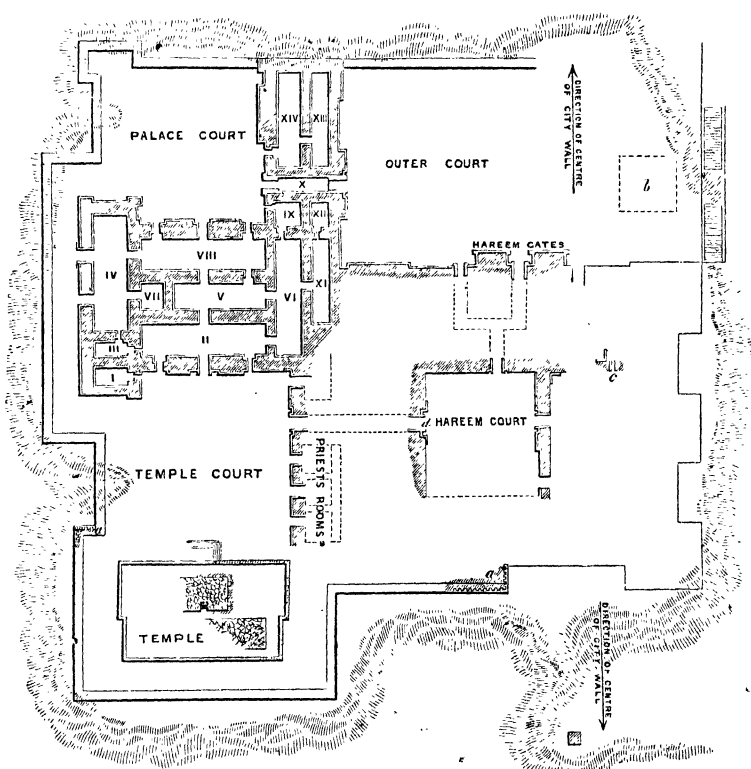 PALACE COURT
XIV
XIII
OUTER COURT
DIRECTION OF CENTRE
OF CITY WALL
b
X
IX
XII
HAREEM GATES
VIII
IV
VII
V
VI
XI
II
III
I
c
d
HAREEM COURT
TEMPLE COURT
PRIESTS ROOMS
a
TEMPLE
DIRECTION OF CENTRE
OF CITY WALL
E